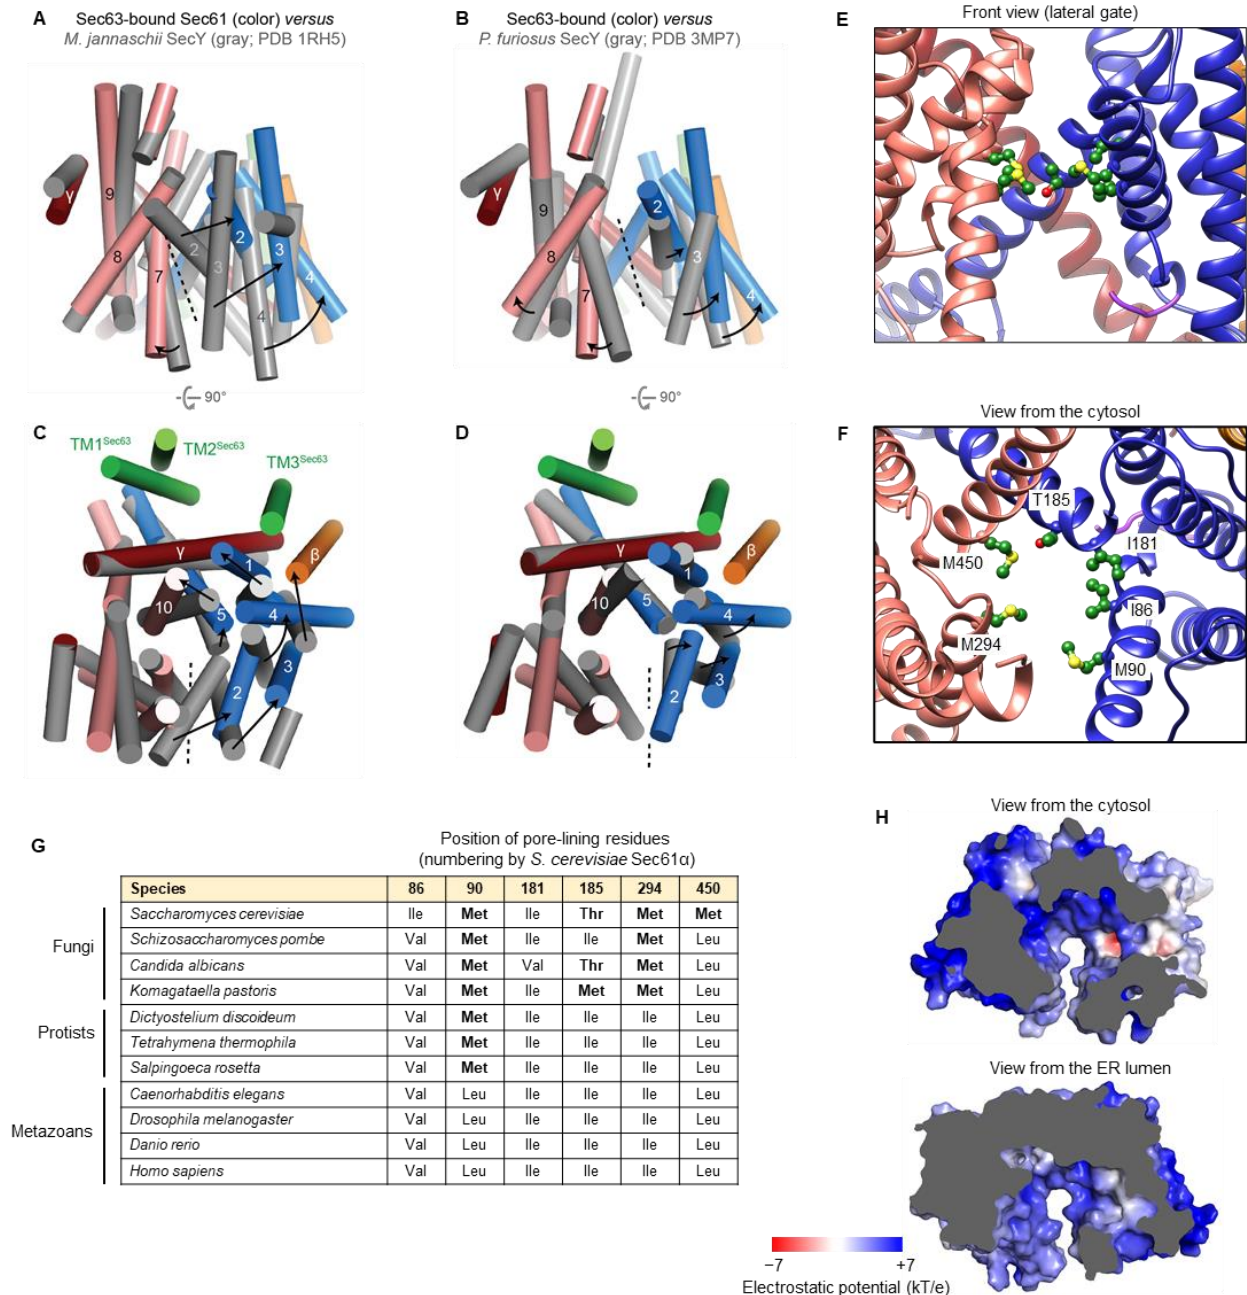 A
Sec63-bound Sec61 (color) versus
M. jannaschii SecY (gray; PDB 1RH5)
γ
9
8
7
2
3
2
3
4
4
90°
B
Sec63-bound (color) versus
P. furiosus SecY (gray; PDB 3MP7)
γ
9
8
7
2
3
4
90°
C
TM1Sec63
TM2Sec63
TM3Sec63
γ
β
1
10
5
4
3
2
D
γ
β
1
10
5
4
3
2
E
Front view (lateral gate)
F
View from the cytosol
T185
I181
M450
I86
M294
M90
G
Position of pore-lining residues
(numbering by S. cerevisiae Sec61α)
Species 86 90 181 185 294 450
Fungi
Saccharomyces cerevisiae Ile Met Ile Thr Met Met
Schizosaccharomyces pombe Val Met Ile Ile Met Leu
Candida albicans Val Met Val Thr Met Leu
Komagataella pastoris Val Met Ile Met Met Leu
Protists
Dictyostelium discoideum Val Met Ile Ile Ile Leu
Tetrahymena thermophila Val Met Ile Ile Ile Leu
Salpingoeca rosetta Val Met Ile Ile Ile Leu
Metazoans
Caenorhabditis elegans Val Leu Ile Ile Ile Leu
Drosophila melanogaster Val Leu Ile Ile Ile Leu
Danio rerio Val Leu Ile Ile Ile Leu
Homo sapiens Val Leu Ile Ile Ile Leu
H
View from the cytosol
View from the ER lumen
−7 +7
Electrostatic potential (kT/e)